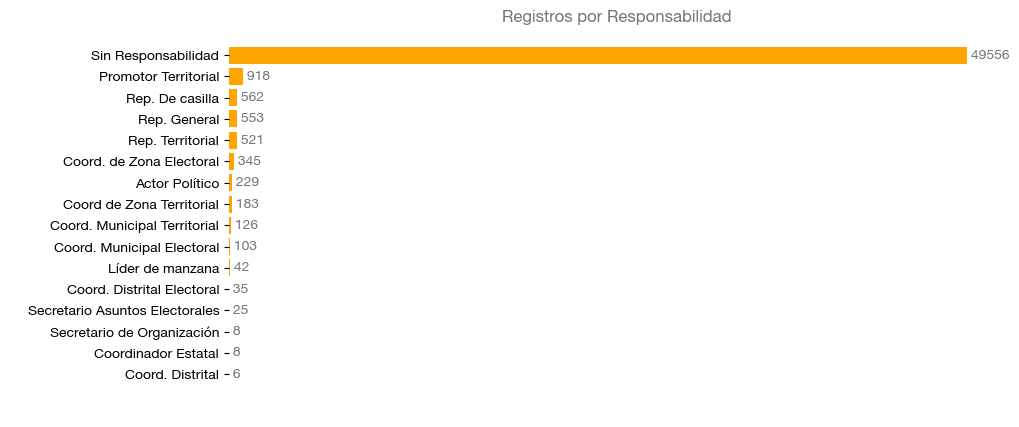 Registros por Responsabilidad
Sin Responsabilidad 49556
Promotor Territorial 918
Rep. De casilla 562
Rep. General 553
Rep. Territorial 521
Coord. de Zona Electoral 345
Actor Político 229
Coord de Zona Territorial 183
Coord. Municipal Territorial 126
Coord. Municipal Electoral 103
Líder de manzana 42
Coord. Distrital Electoral 35
Secretario Asuntos Electorales 25
Secretario de Organización 8
Coordinador Estatal 8
Coord. Distrital 6